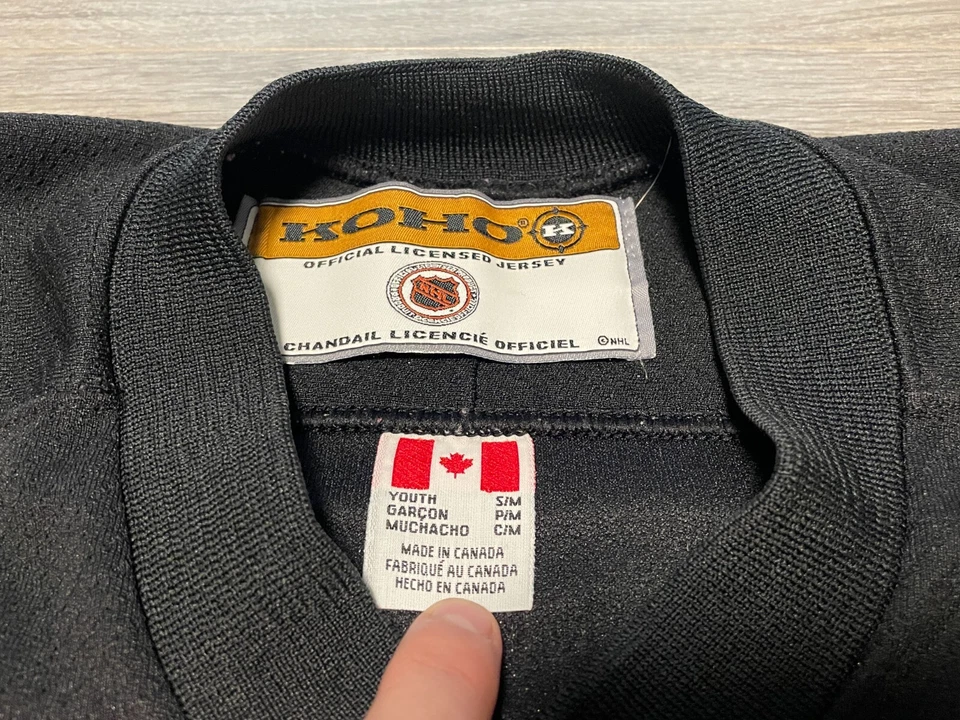 KOHO® K
OFFICIAL LICENSED JERSEY
NHL
CHANDAIL LICENCIÉ OFFICIEL ©NHL
YOUTH S/M
GARÇON P/M
MUCHACHO C/M
MADE IN CANADA
FABRIQUÉ AU CANADA
HECHO EN CANADA